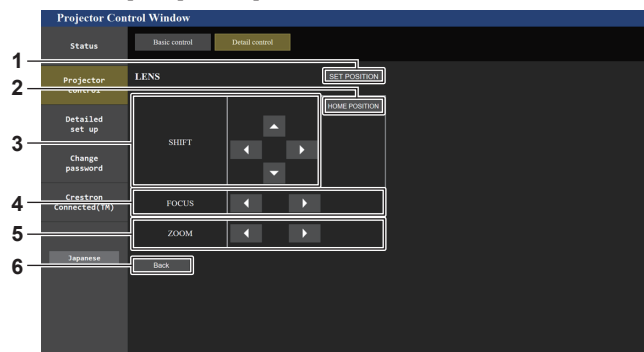 Projector Control Window
Status
Basic control
Detail control
1
Projector
control
LENS
SET POSITION
2
HOME POSITION
Detailed
set up
3
SHIFT
Change
password
Crestron
Connected(TM)
4
FOCUS
5
ZOOM
Japanese
6
Back